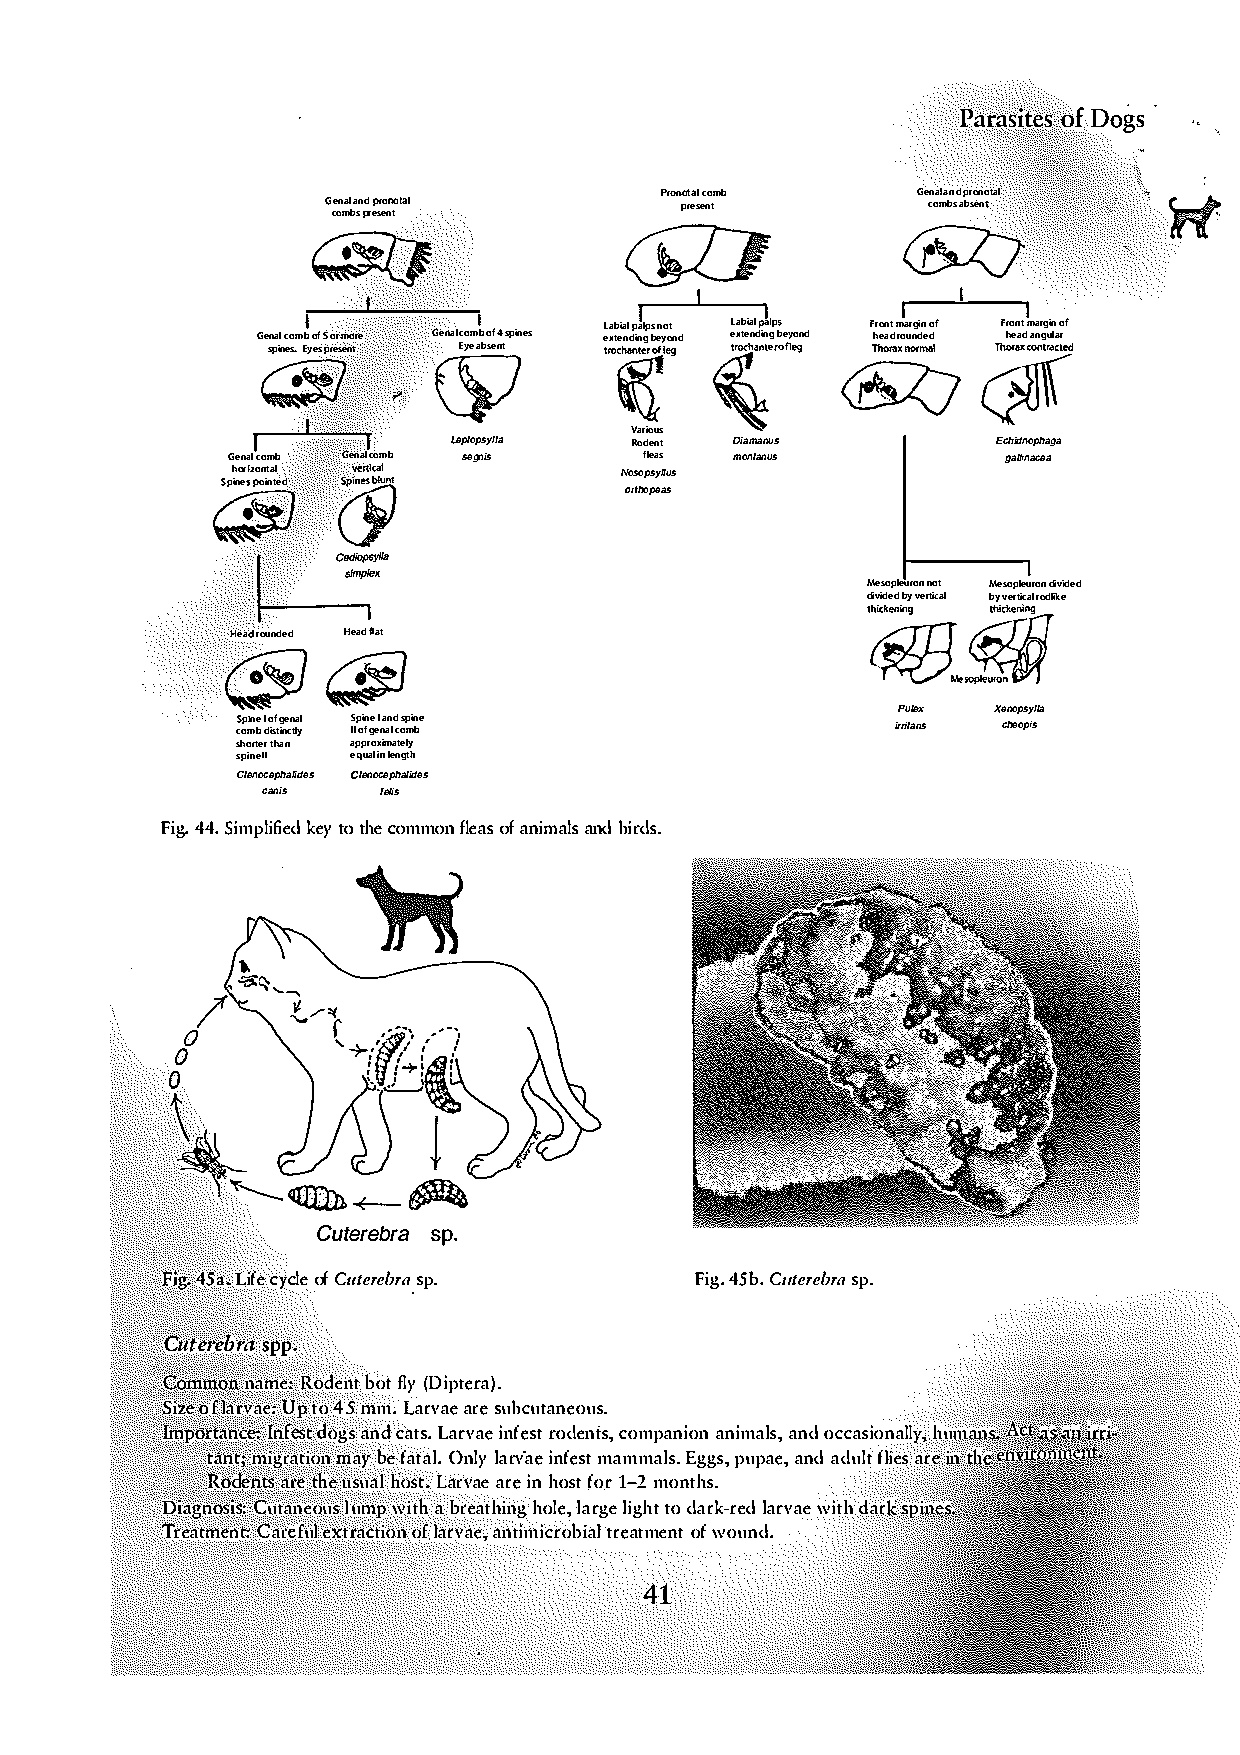 Parasites of Dogs
Genal and pronotal
combs present
Pronotal comb
present
Genal and pronotal
combs absent
Genal comb of 5 or more
spines. Eyes present
Genal comb of 4 spines
Eye absent
Labial palps not
extending beyond
trochanter of leg
Labial palps
extending beyond
trochanter of leg
Front margin of
head rounded
Thorax normal
Front margin of
head angular
Thorax contracted
Leptopsylla
segnis
Various
Rodent
fleas
Nosopsyllus
orthopeas
Diamanus
montanus
Echidnophaga
gallinacea
Genal comb
horizontal
Spines pointed
Genal comb
vertical
Spines blunt
Cediopsylla
simplex
Mesopleuron not
divided by vertical
thickening
Mesopleuron divided
by vertical rodlike
thickening
Mesopleuron
Pulex
irritans
Xenopsylla
cheopis
Head rounded
Head flat
Spine I of genal
comb distinctly
shorter than
spine II
Spine I and spine
II of genal comb
approximately
equal in length
Ctenocephalides
canis
Ctenocephalides
felis
Fig. 44. Simplified key to the common fleas of animals and birds.
Cuterebra sp.
Fig. 45a. Life cycle of Cuterebra sp.
Fig. 45b. Cuterebra sp.
Cuterebra spp.
Common name: Rodent bot fly (Diptera).
Size of larvae: Up to 45 mm. Larvae are subcutaneous.
Importance: Infest dogs and cats. Larvae infest rodents, companion animals, and occasionally, humans. Act as an irri-
tant; migration may be fatal. Only larvae infest mammals. Eggs, pupae, and adult flies are in the environment.
Rodents are the usual host. Larvae are in host for 1–2 months.
Diagnosis: Cutaneous lump with a breathing hole, large light to dark-red larvae with dark spines.
Treatment: Careful extraction of larvae, antimicrobial treatment of wound.
41